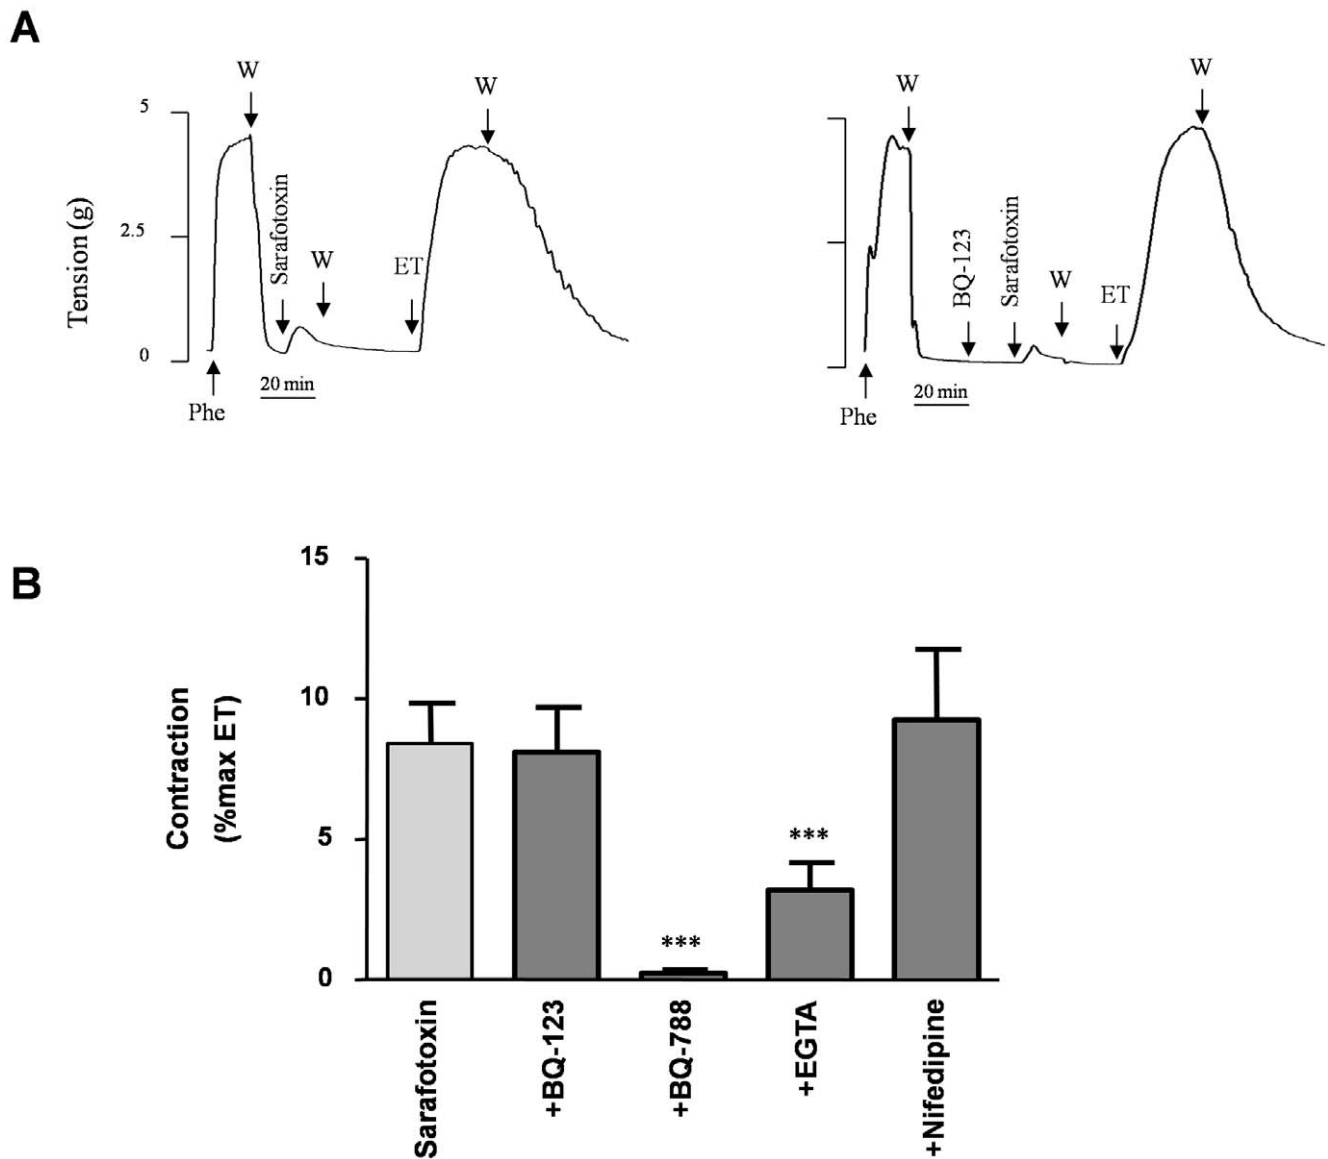 A
W
W
5
Sarafotoxin
W
ET
2.5
Tension (g)
0
20 min
Phe
W
W
BQ-123
Sarafotoxin
W
ET
20 min
Phe
B
15
10
5
0
Contraction
(%max ET)
***
***
Sarafotoxin
+BQ-123
+BQ-788
+EGTA
+Nifedipine